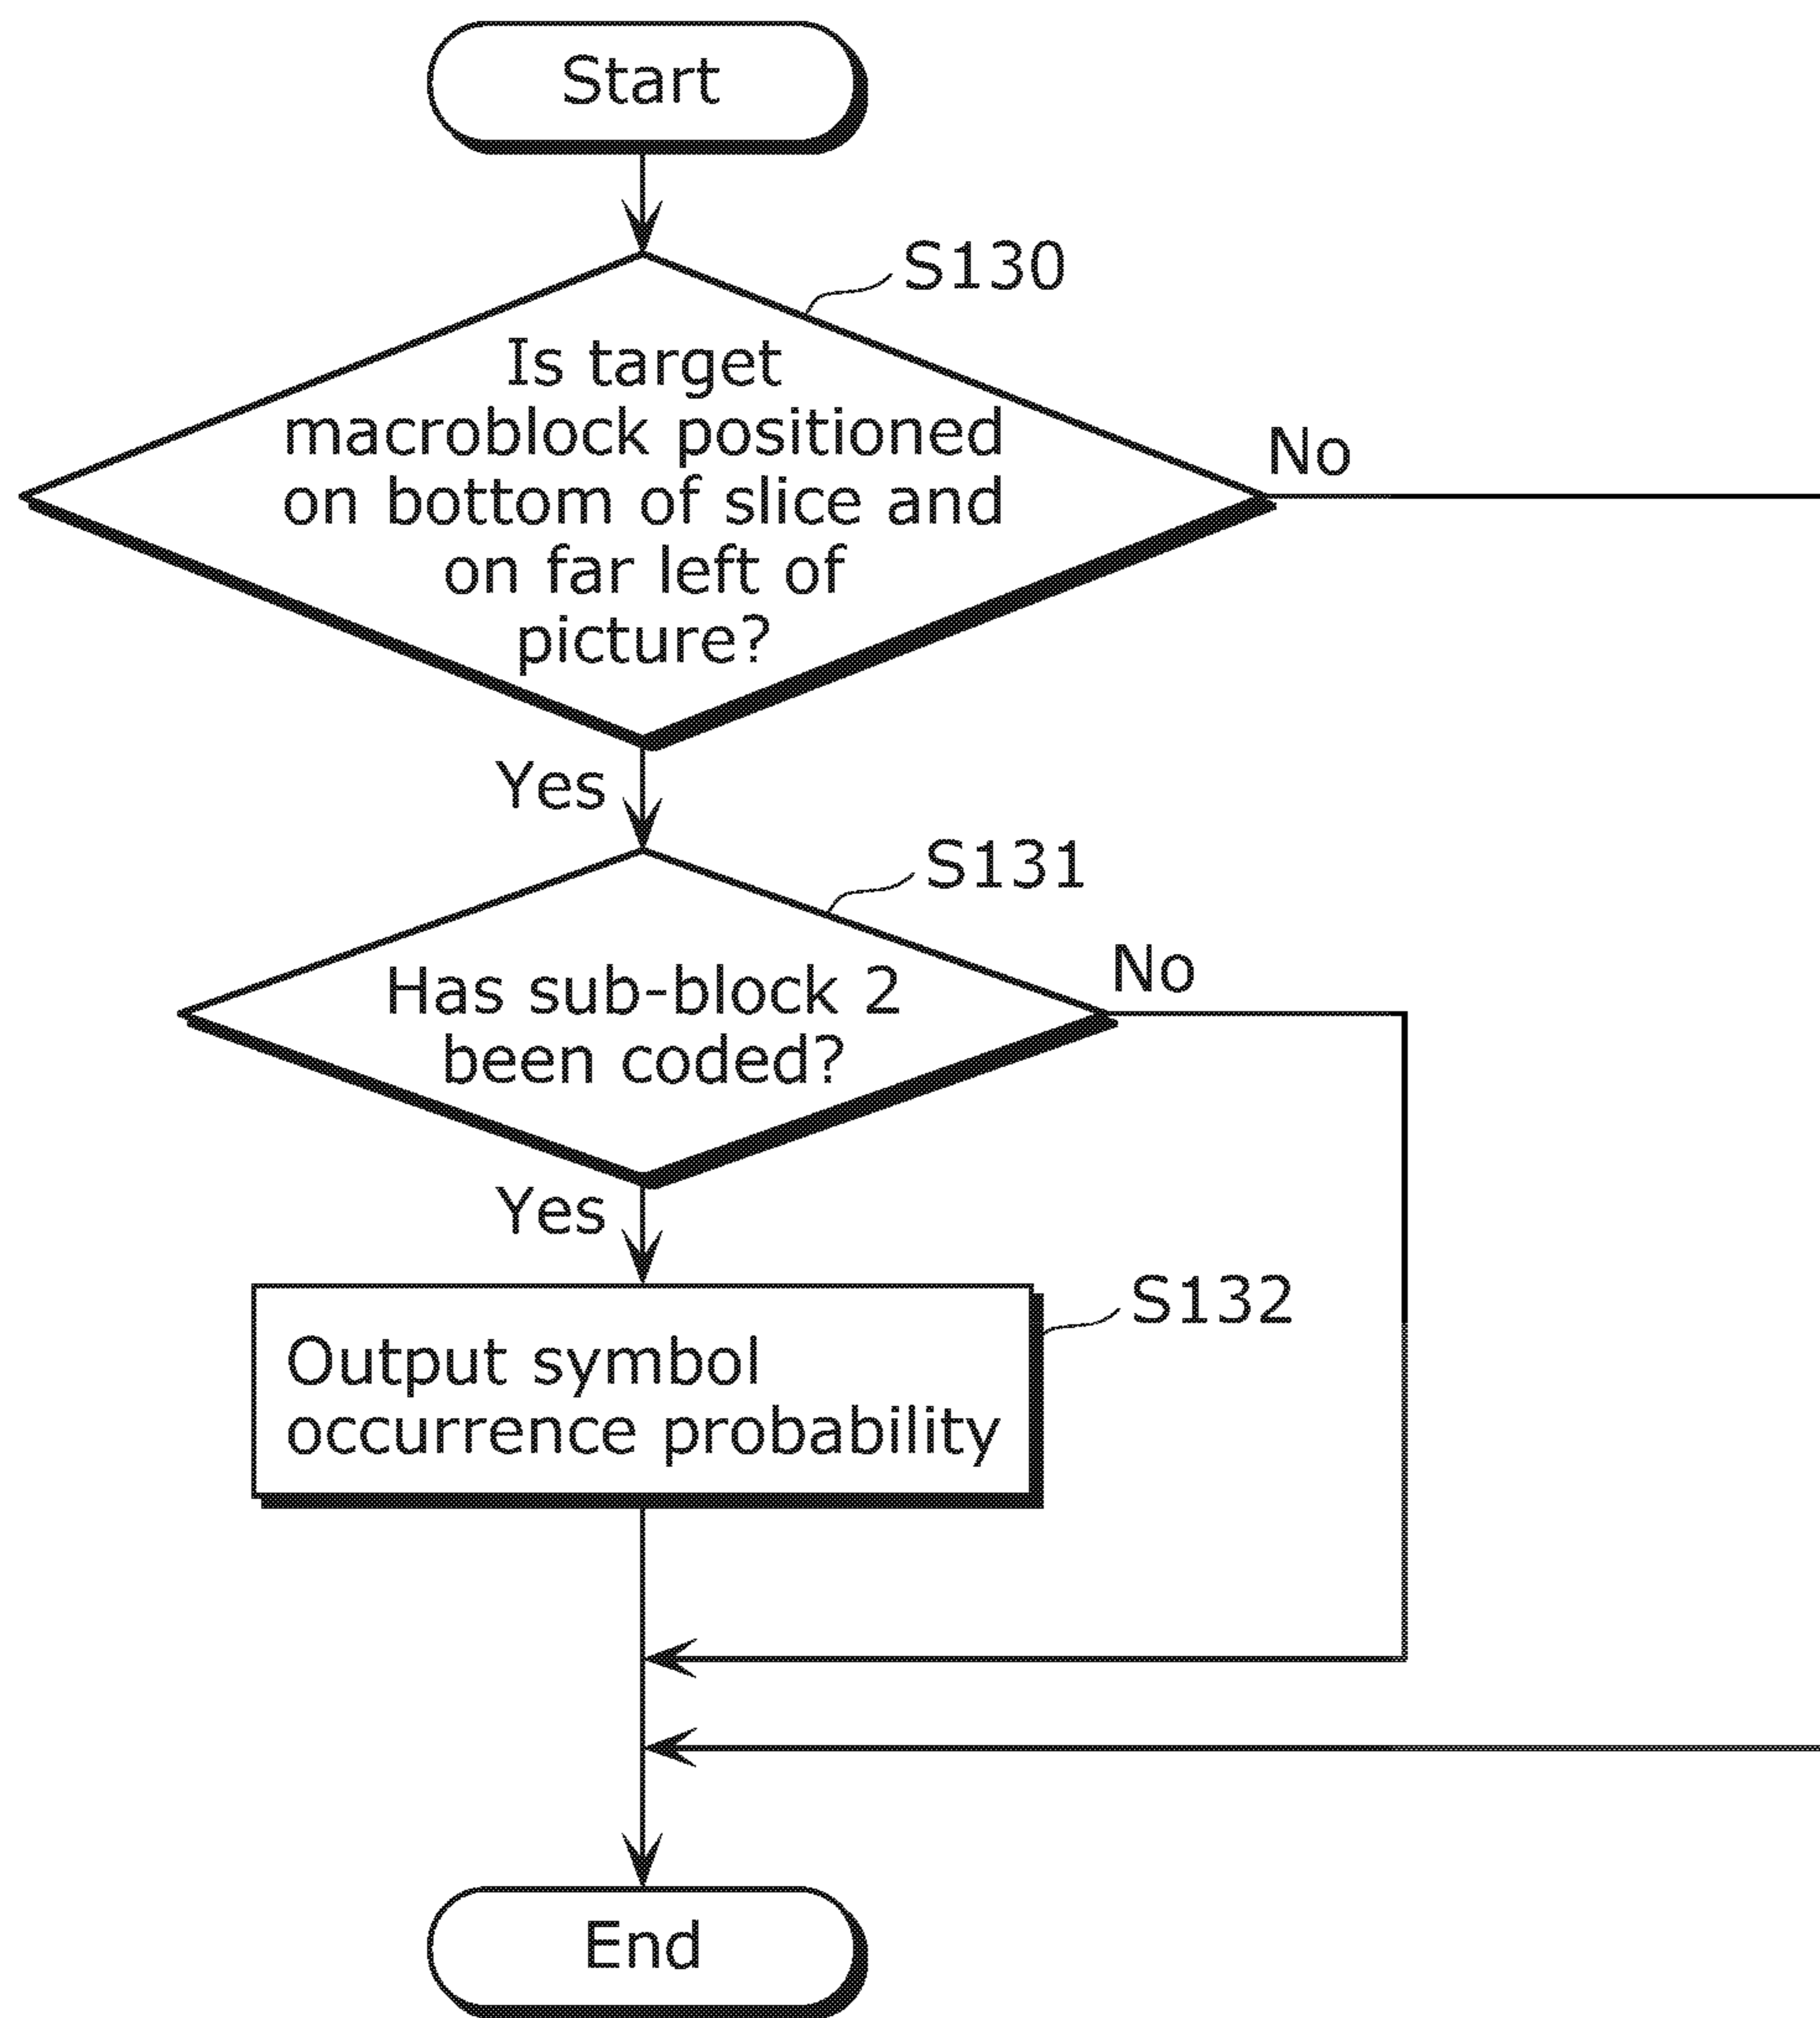 Start
S130
Is target
macroblock positioned
on bottom of slice and
on far left of
picture?
No
Yes
S131
Has sub-block 2
been coded?
No
Yes
S132
Output symbol
occurrence probability
End